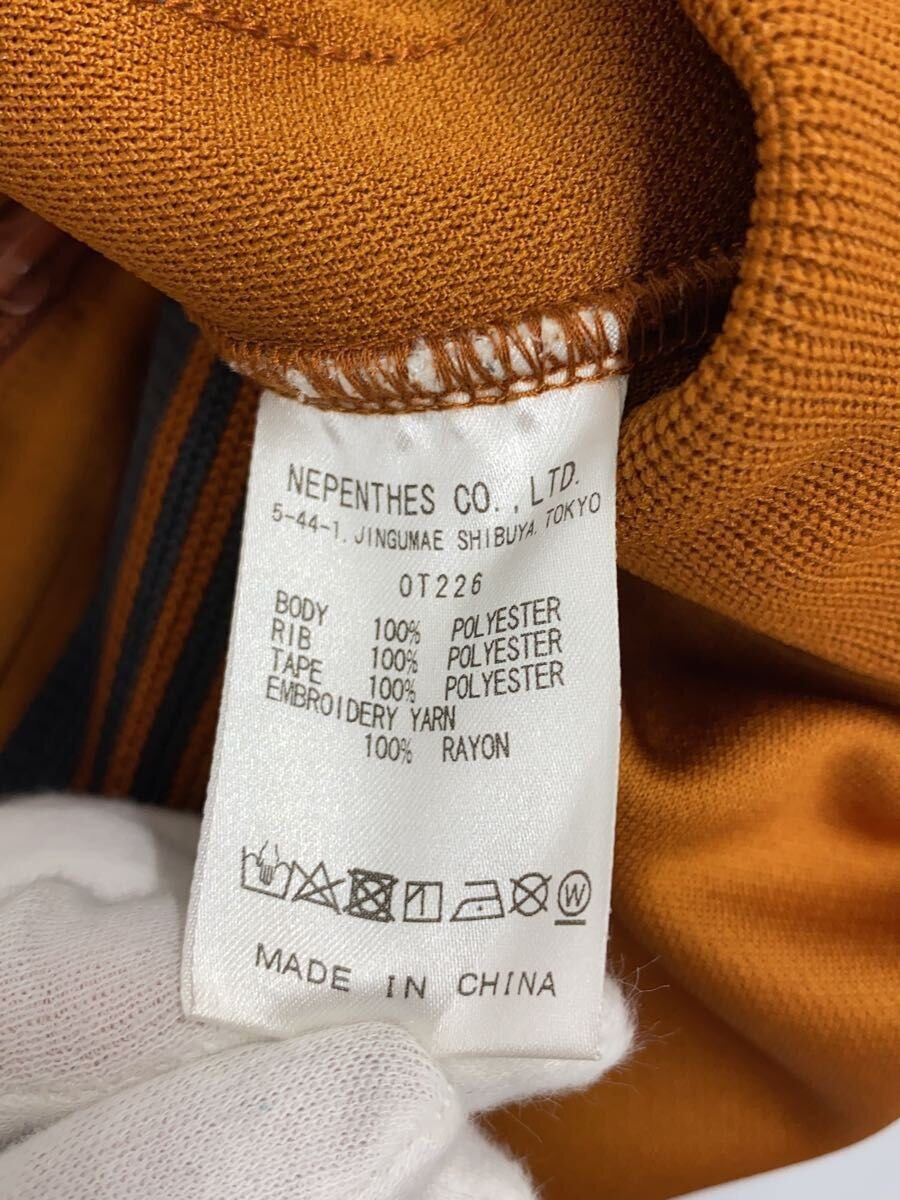 NEPENTHES CO., LTD.
5-44-1, JINGUMAE SHIBUYA, TOKYO
OT226
BODY 100% POLYESTER
RIB 100% POLYESTER
TAPE 100% POLYESTER
EMBROIDERY YARN
100% RAYON
W
MADE IN CHINA